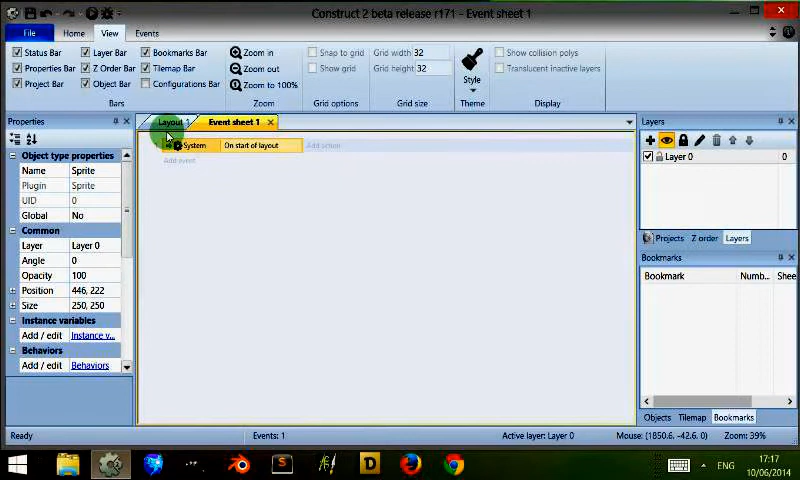 Construct 2 beta release r171 - Event sheet 1
File Home View Events
Status Bar Layer Bar Bookmarks Bar
Properties Bar Z Order Bar Tilemap Bar
Project Bar Object Bar Configurations Bar
Bars
Zoom in
Zoom out
Zoom to 100%
Zoom
Snap to grid
Show grid
Grid options
Grid width 32
Grid height 32
Grid size
Style
Theme
Show collision polys
Translucent inactive layers
Display
Properties
Object type properties
Name Sprite
Plugin Sprite
UID 0
Global No
Common
Layer Layer 0
Angle 0
Opacity 100
Position 446, 222
Size 250, 250
Instance variables
Add / edit Instance v...
Behaviors
Add / edit Behaviors
Layout 1 Event sheet 1
System On start of layout Add action
Add event
Layers
Layer 0 0
Projects Z order Layers
Bookmarks
Bookmark Numb... Shee
Objects Tilemap Bookmarks
Ready Events: 1 Active layer: Layer 0 Mouse: (1850.6, -42.6, 0) Zoom: 39%
S D ENG 17:17
10/06/2014